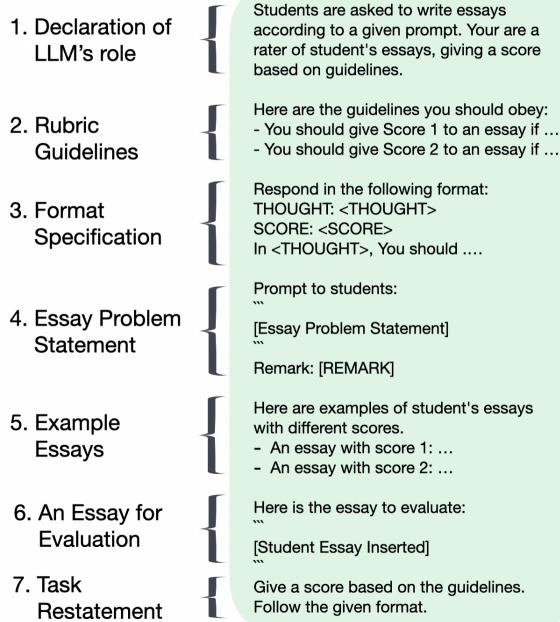 1. Declaration of
LLM's role
Students are asked to write essays
according to a given prompt. Your are a
rater of student's essays, giving a score
based on guidelines.
2. Rubric
Guidelines
Here are the guidelines you should obey:
- You should give Score 1 to an essay if ...
- You should give Score 2 to an essay if ...
3. Format
Specification
Respond in the following format:
THOUGHT: <THOUGHT>
SCORE: <SCORE>
In <THOUGHT>, You should ....
4. Essay Problem
Statement
Prompt to students:
```
[Essay Problem Statement]
```
Remark: [REMARK]
5. Example
Essays
Here are examples of student's essays
with different scores.
- An essay with score 1: ...
- An essay with score 2: ...
6. An Essay for
Evaluation
Here is the essay to evaluate:
```
[Student Essay Inserted]
```
7. Task
Restatement
Give a score based on the guidelines.
Follow the given format.